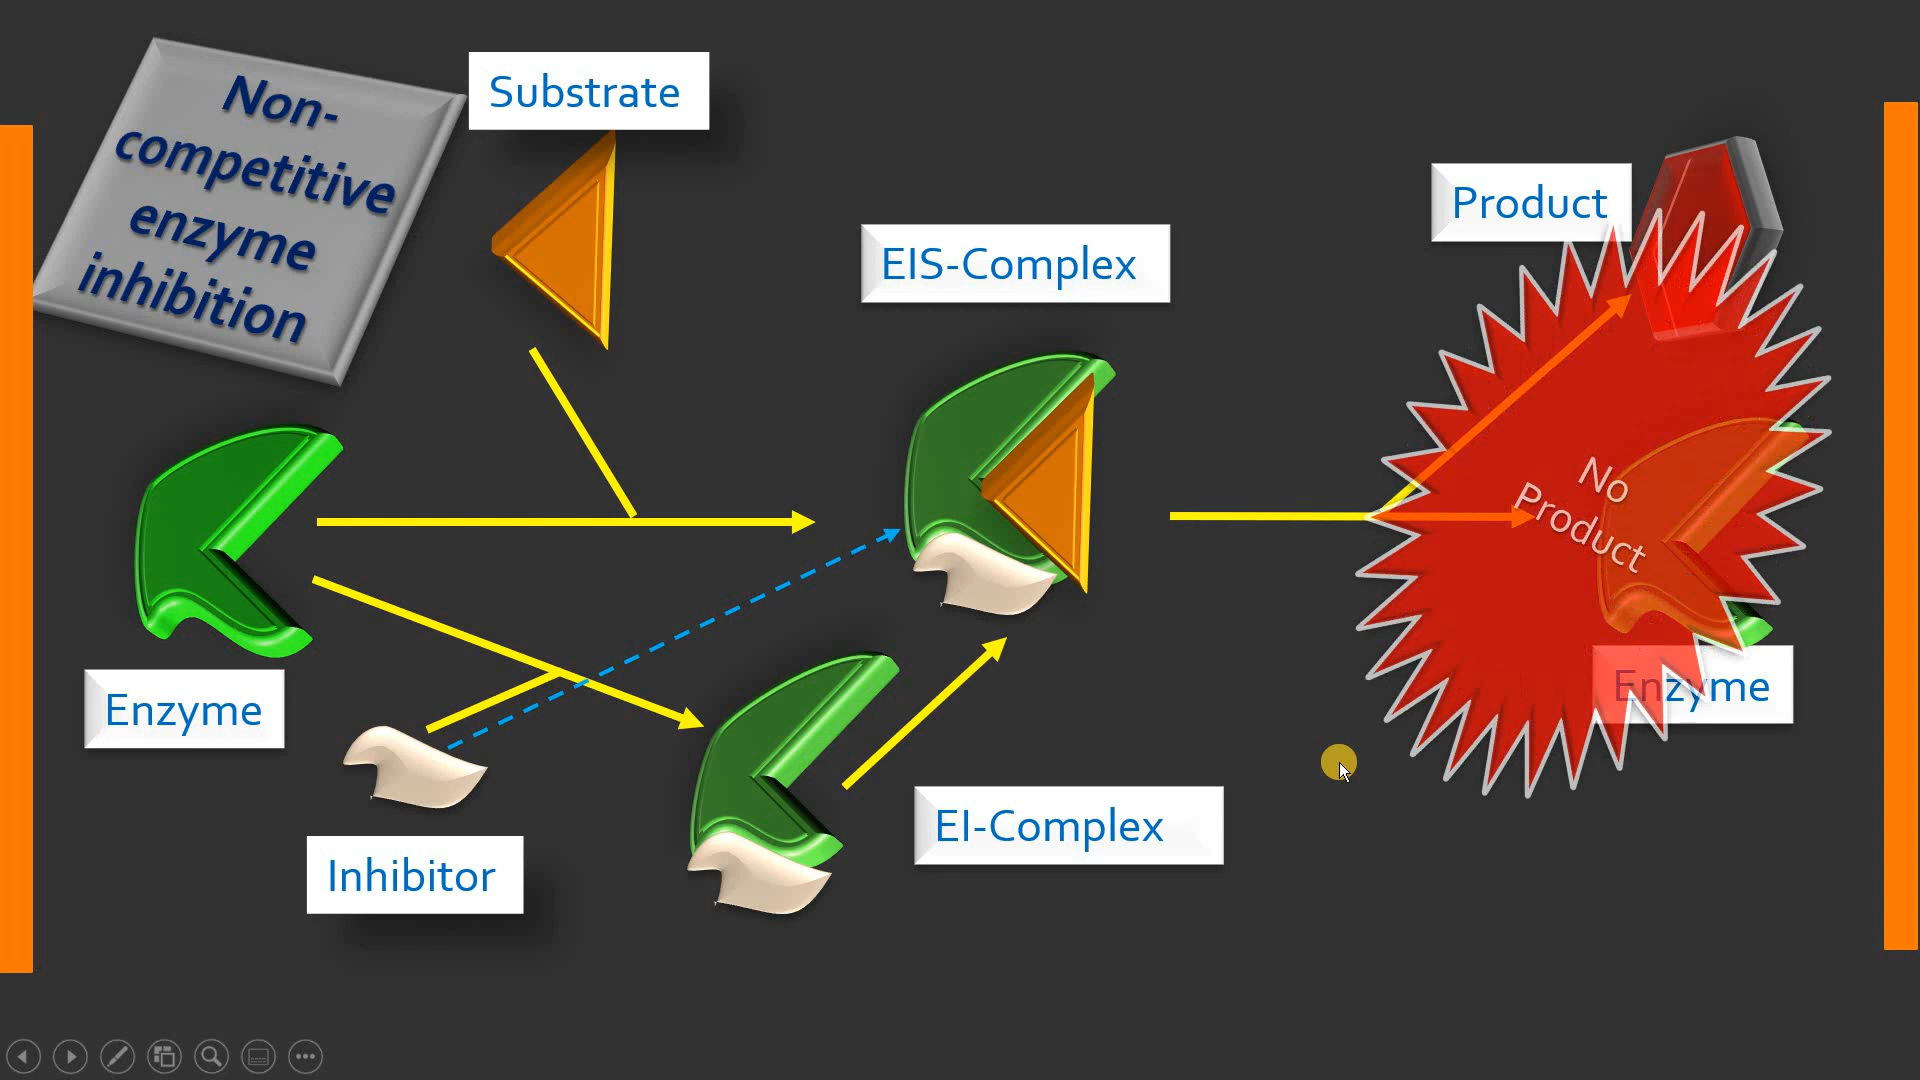 Non-
competitive
enzyme
inhibition
Substrate
Product
EIS-Complex
No
Product
Enzyme
Enzyme
EI-Complex
Inhibitor